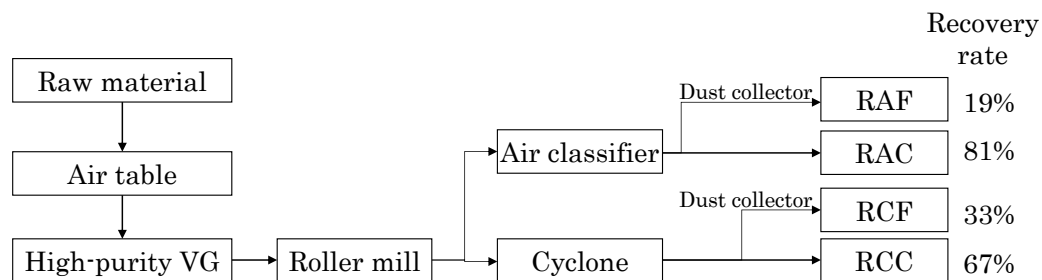 Recovery
rate
Raw material
Dust collector
RAF
19%
Air classifier
RAC
81%
Air table
Dust collector
RCF
33%
High-purity VG
Roller mill
Cyclone
RCC
67%